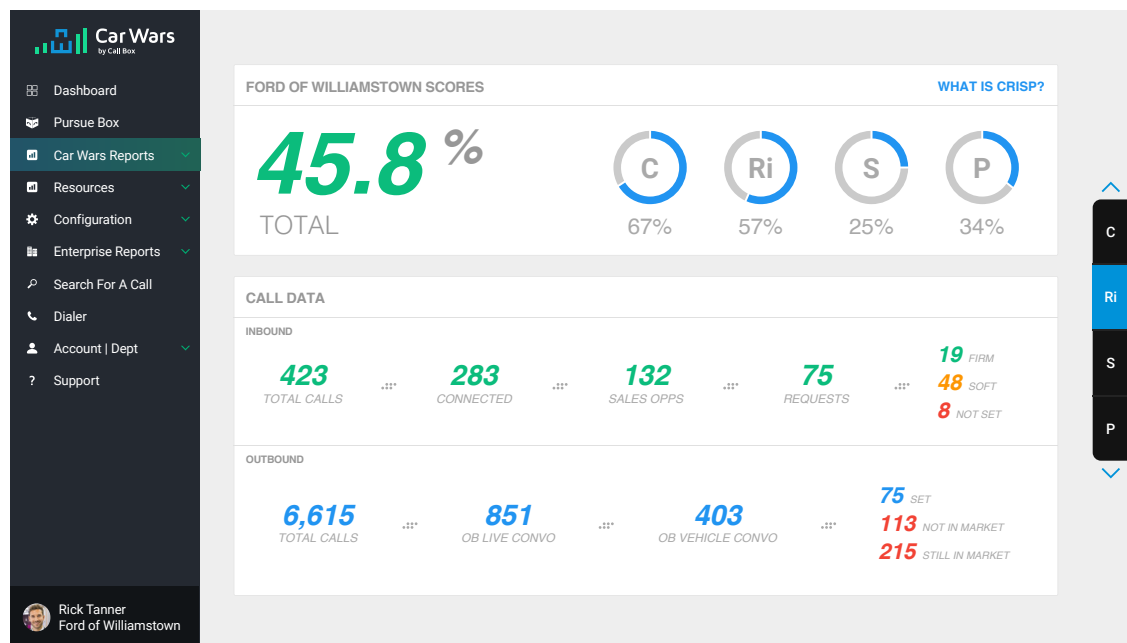 Car Wars
by Call Box
Dashboard
Pursue Box
Car Wars Reports
Resources
Configuration
Enterprise Reports
Search For A Call
Dialer
Account | Dept
? Support
Rick Tanner
Ford of Williamstown
FORD OF WILLIAMSTOWN SCORES WHAT IS CRISP?
45.8 %
TOTAL
C Ri S P
67% 57% 25% 34%
CALL DATA
INBOUND
423 283 132 75
TOTAL CALLS CONNECTED SALES OPPS REQUESTS
19 FIRM
48 SOFT
8 NOT SET
OUTBOUND
6,615 851 403
TOTAL CALLS OB LIVE CONVO OB VEHICLE CONVO
75 SET
113 NOT IN MARKET
215 STILL IN MARKET
C
Ri
S
P